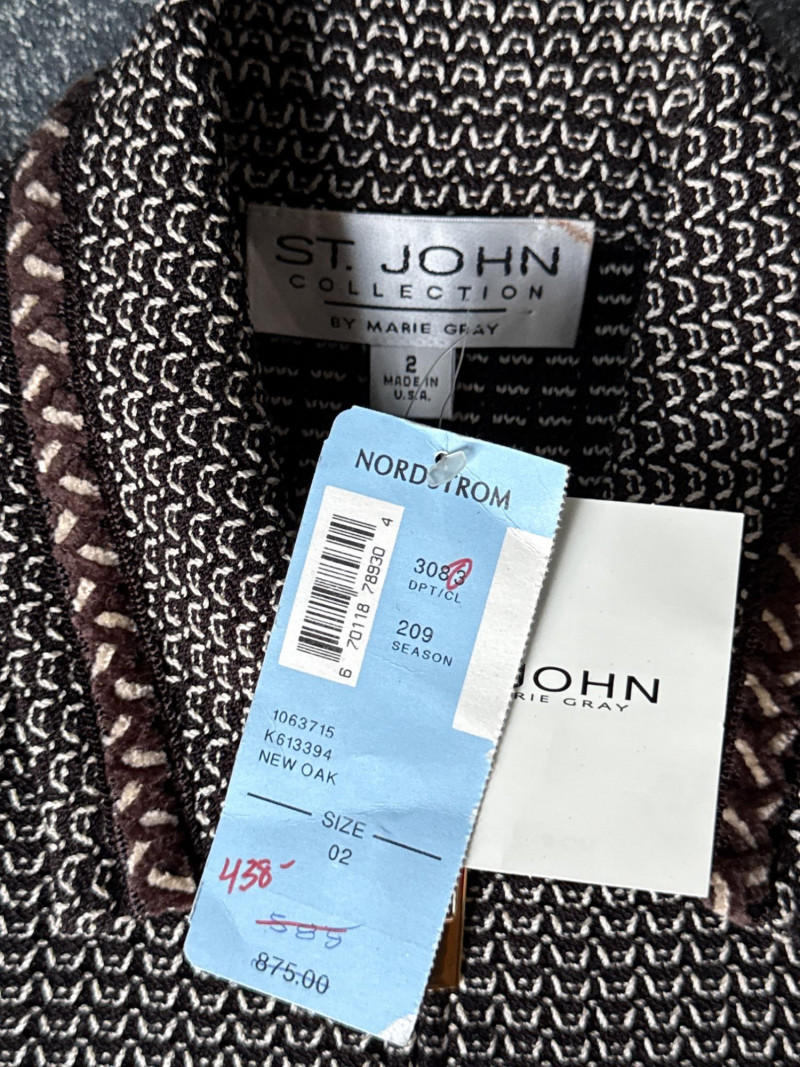 ST. JOHN
COLLECTION
BY MARIE GRAY
2
MADE IN
U.S.A.
NORDSTROM
6 70118 78930 4
3083
DPT/CL
209
SEASON
1063715
K613394
NEW OAK
SIZE
02
438-
585
875.00
JOHN
RIE GRAY